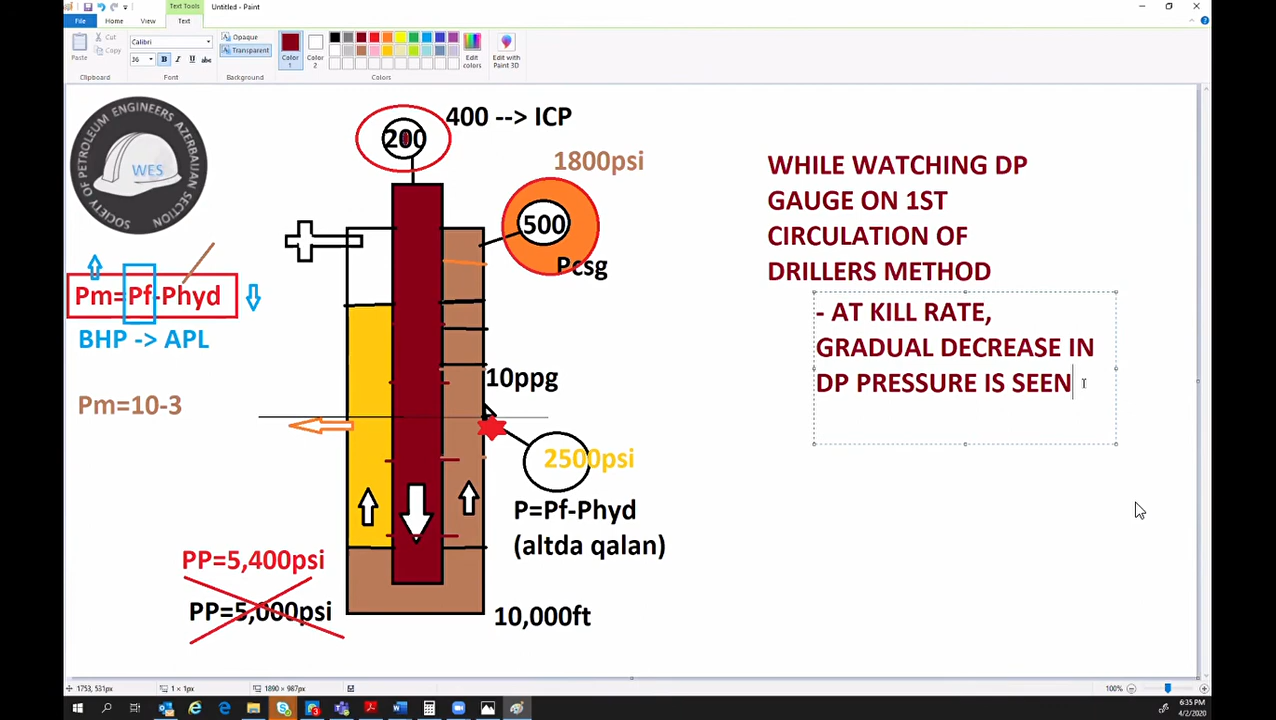 Text Tools
Untitled - Paint
File
Home
View
Text
Paste
Cut
Copy
Clipboard
Calibri
36
B
I
U
abc
Font
Opaque
Transparent
Background
Color
1
Color
2
Edit
colors
Colors
Edit with
Paint 3D
SOCIETY OF PETROLEUM ENGINEERS AZERBAIJAN SECTION
WES
200
400 --> ICP
1800psi
500
Pcsg
Pm=Pf-Phyd
BHP -> APL
Pm=10-3
10ppg
2500psi
P=Pf-Phyd
(altda qalan)
PP=5,400psi
PP=5,000psi
10,000ft
WHILE WATCHING DP
GAUGE ON 1ST
CIRCULATION OF
DRILLERS METHOD
- AT KILL RATE,
GRADUAL DECREASE IN
DP PRESSURE IS SEEN
1753, 531px
1 × 1px
1890 × 987px
100%
6:35 PM
4/2/2020